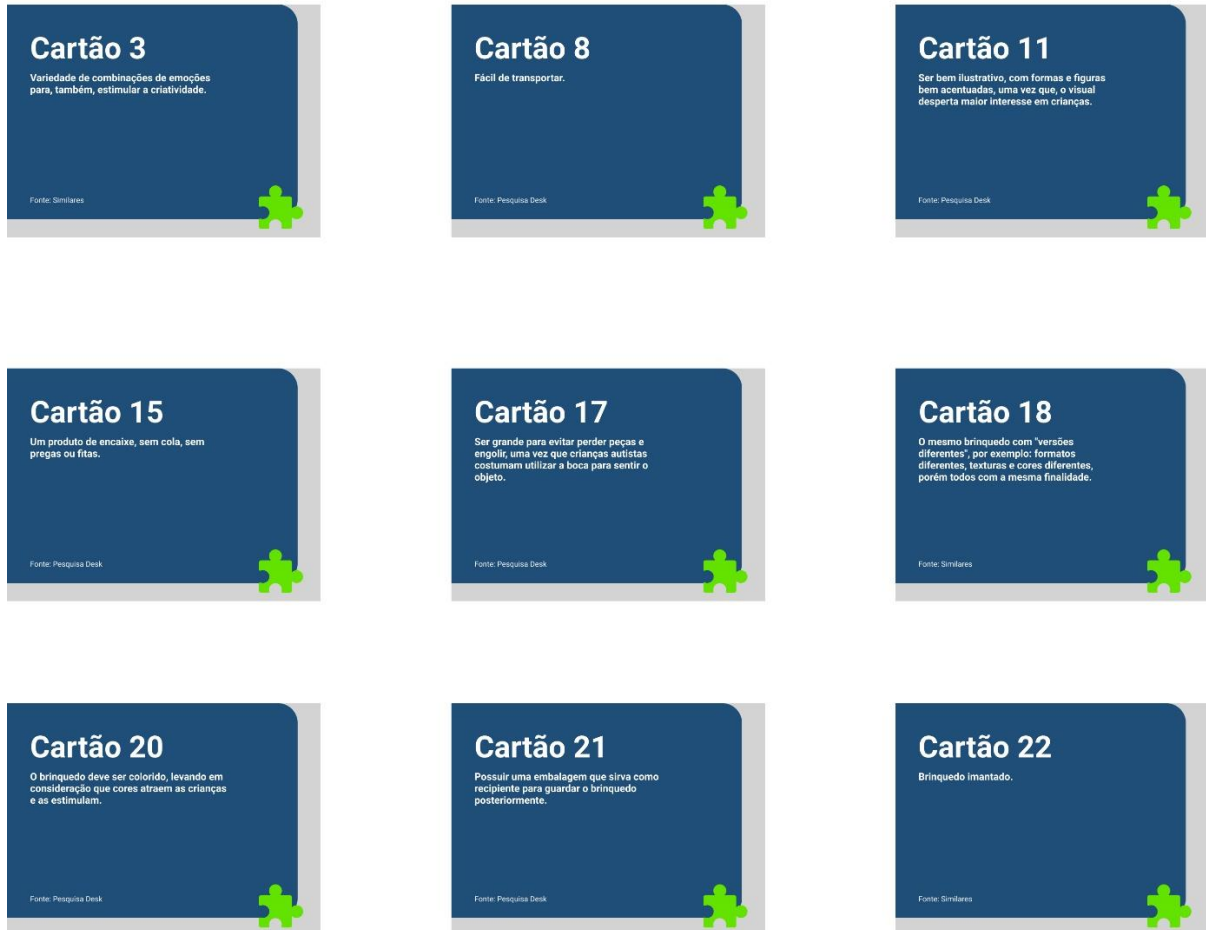 Cartão 3
Variedade de combinações de emoções
para, também, estimular a criatividade.
Fonte: Similares
Cartão 8
Fácil de transportar.
Fonte: Pesquisa Desk
Cartão 11
Ser bem ilustrativo, com formas e figuras
bem acentuadas, uma vez que, o visual
desperta maior interesse em crianças.
Fonte: Pesquisa Desk
Cartão 15
Um produto de encaixe, sem cola, sem
pregas ou fitas.
Fonte: Pesquisa Desk
Cartão 17
Ser grande para evitar perder peças e
engolir, uma vez que crianças autistas
costumam utilizar a boca para sentir o
objeto.
Fonte: Pesquisa Desk
Cartão 18
O mesmo brinquedo com "versões
diferentes", por exemplo: formatos
diferentes, texturas e cores diferentes,
porém todos com a mesma finalidade.
Fonte: Similares
Cartão 20
O brinquedo deve ser colorido, levando em
consideração que cores atraem as crianças
e as estimulam.
Fonte: Pesquisa Desk
Cartão 21
Possuir uma embalagem que sirva como
recipiente para guardar o brinquedo
posteriormente.
Fonte: Pesquisa Desk
Cartão 22
Brinquedo imantado.
Fonte: Similares